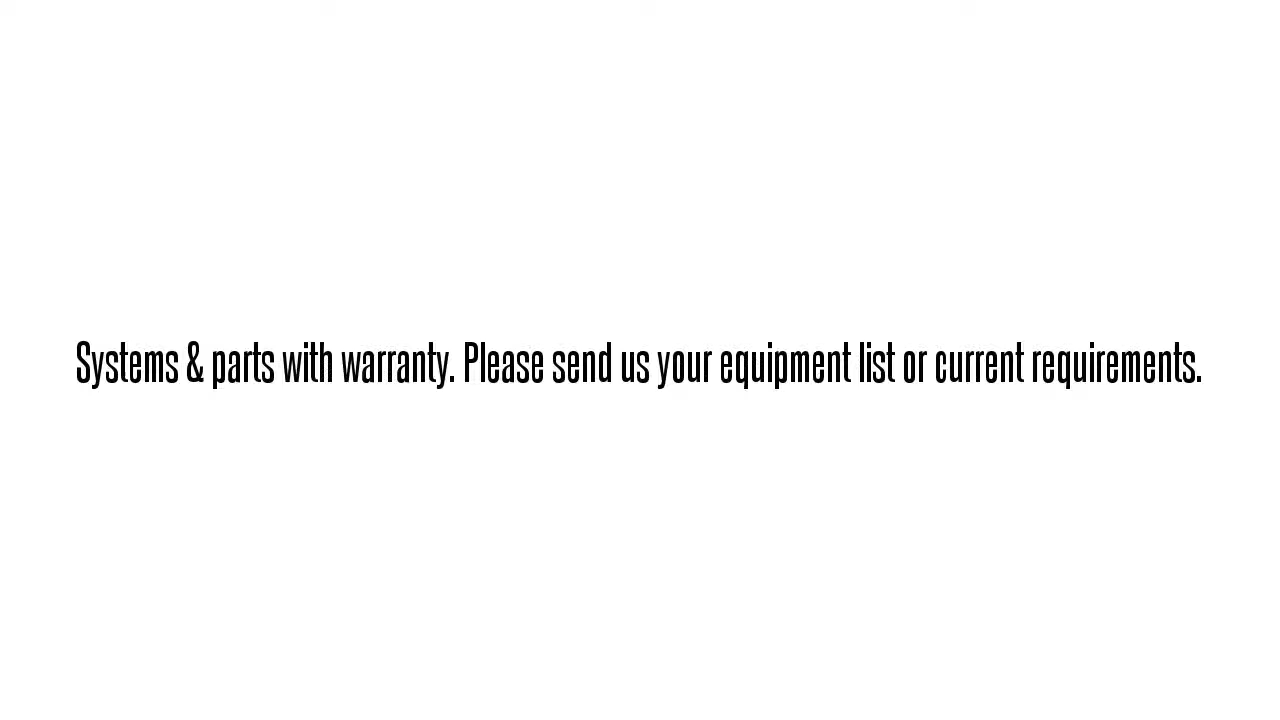 Systems & parts with warranty. Please send us your equipment list or current requirements.